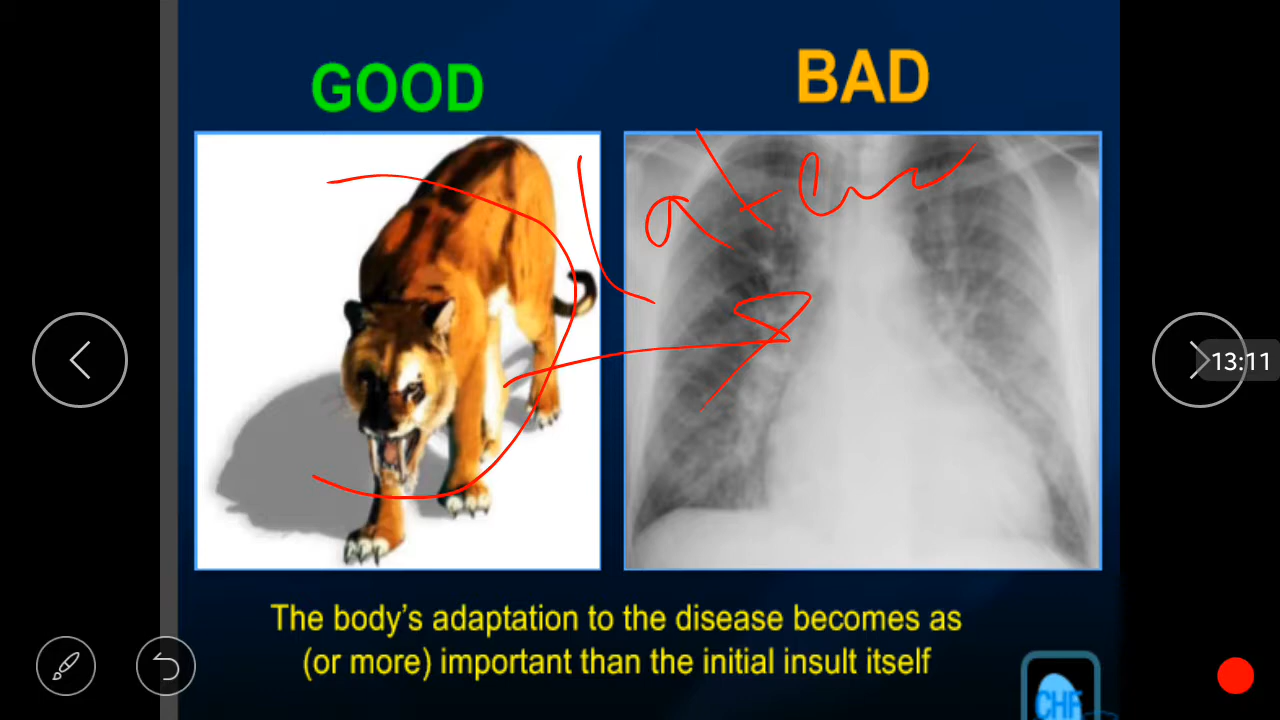 GOOD
BAD
13:11
The body's adaptation to the disease becomes as
(or more) important than the initial insult itself
CHF